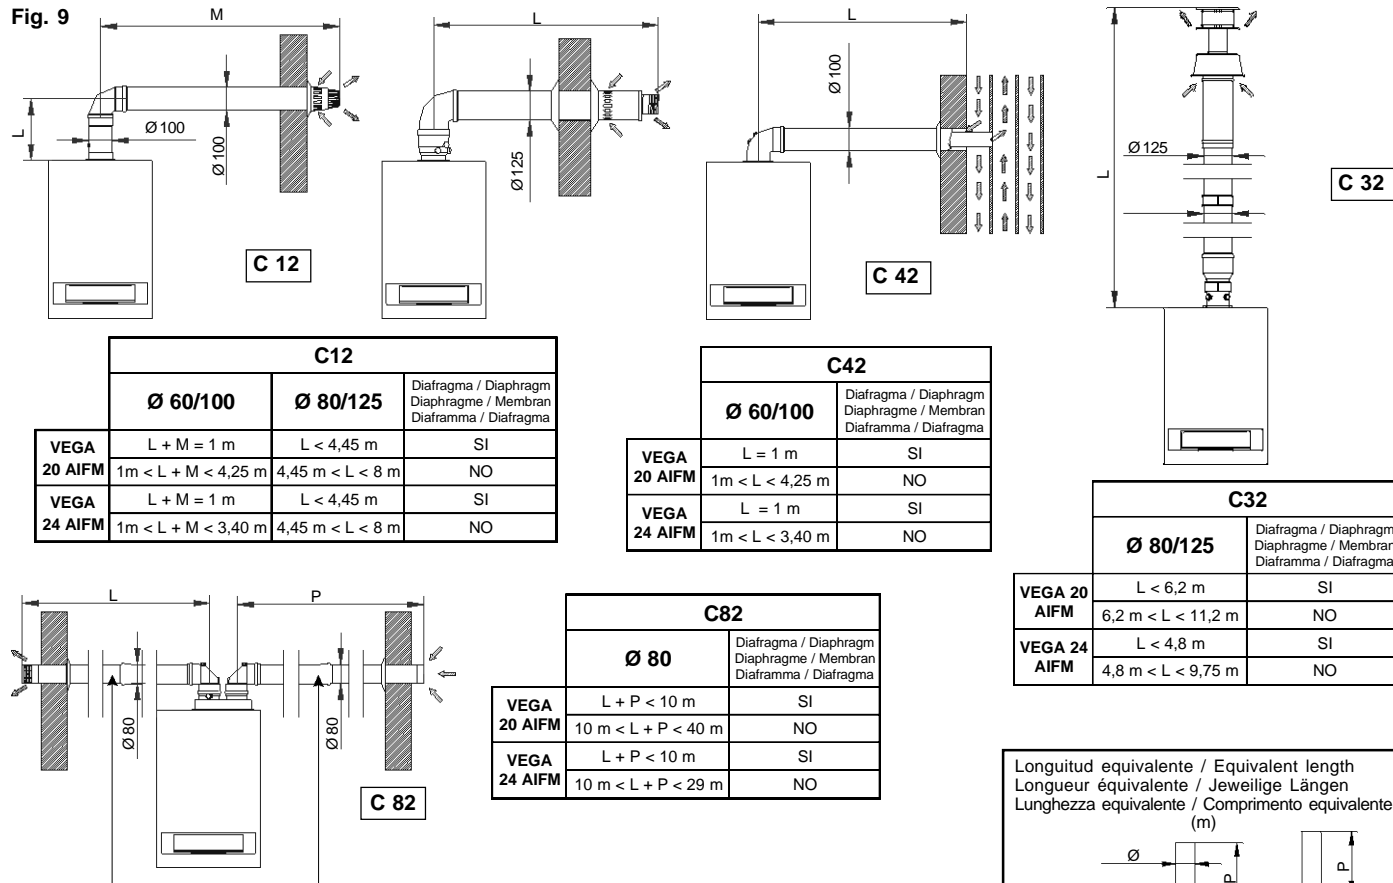 Fig. 9
M
L
Ø 100
Ø 100
C 12
L
Ø 125
L
Ø 100
C 42
L
Ø 125
C 32
C12
Ø 60/100
Ø 80/125
Diafragma / Diaphragm
Diaphragme / Membran
Diaframma / Diafragma
VEGA
20 AIFM
L + M = 1 m
L < 4,45 m
SI
1m < L + M < 4,25 m
4,45 m < L < 8 m
NO
VEGA
24 AIFM
L + M = 1 m
L < 4,45 m
SI
1m < L + M < 3,40 m
4,45 m < L < 8 m
NO
C42
Ø 60/100
Diafragma / Diaphragm
Diaphragme / Membran
Diaframma / Diafragma
VEGA
20 AIFM
L = 1 m
SI
1m < L < 4,25 m
NO
VEGA
24 AIFM
L = 1 m
SI
1m < L < 3,40 m
NO
C32
Ø 80/125
Diafragma / Diaphragm
Diaphragme / Membran
Diaframma / Diafragma
VEGA 20
AIFM
L < 6,2 m
SI
6,2 m < L < 11,2 m
NO
VEGA 24
AIFM
L < 4,8 m
SI
4,8 m < L < 9,75 m
NO
L
P
Ø 80
Ø 80
C 82
C82
Ø 80
Diafragma / Diaphragm
Diaphragme / Membran
Diaframma / Diafragma
VEGA
20 AIFM
L + P < 10 m
SI
10 m < L + P < 40 m
NO
VEGA
24 AIFM
L + P < 10 m
SI
10 m < L + P < 29 m
NO
Longuitud equivalente / Equivalent length
Longueur équivalente / Jeweilige Längen
Lunghezza equivalente / Comprimento equivalente
(m)
Ø
P
P